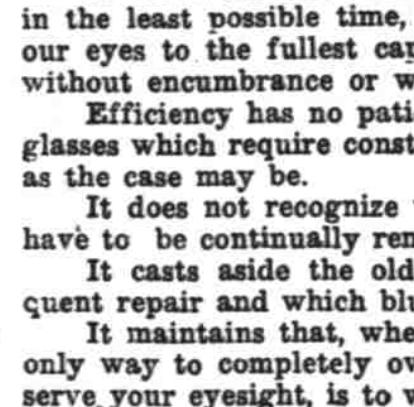 in the least possible time,
our eyes to the fullest cap
without encumbrance or w
Efficiency has no pati
glasses which require const
as the case may be.
It does not recognize
have to be continually ren
It casts aside the old
quent repair and which bl
It maintains that, whe
only way to completely ov
serve your eyesight, is to w